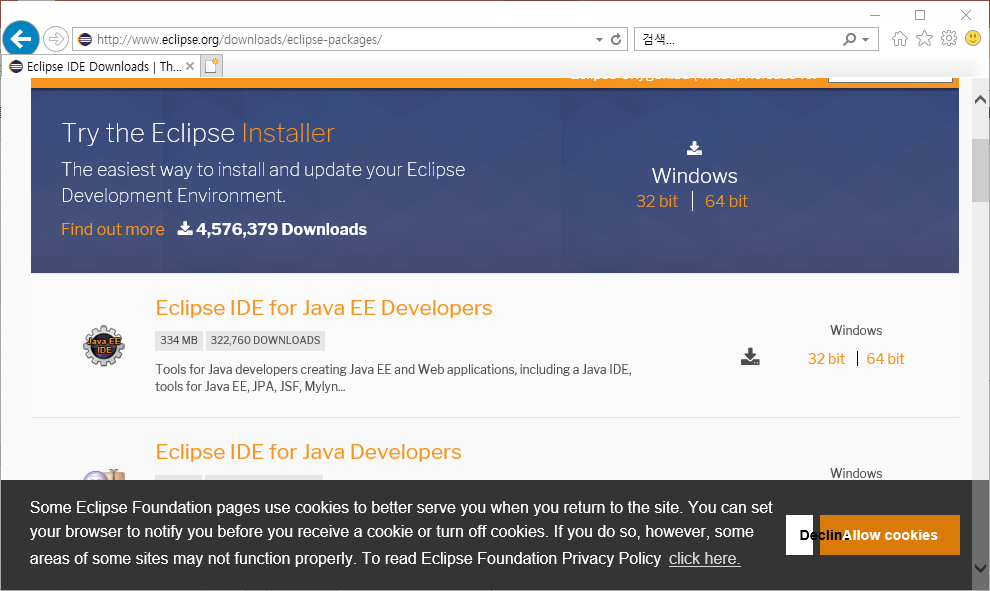 http://www.eclipse.org/downloads/eclipse-packages/
검색...
Eclipse IDE Downloads | Th...
Try the Eclipse Installer
The easiest way to install and update your Eclipse
Development Environment.
Find out more 4,576,379 Downloads
Windows
32 bit 64 bit
Eclipse IDE for Java EE Developers
334 MB 322,760 DOWNLOADS
Tools for Java developers creating Java EE and Web applications, including a Java IDE,
tools for Java EE, JPA, JSF, Mylyn...
Java EE
IDE
Windows
32 bit 64 bit
Eclipse IDE for Java Developers
Windows
Some Eclipse Foundation pages use cookies to better serve you when you return to the site. You can set
your browser to notify you before you receive a cookie or turn off cookies. If you do so, however, some
areas of some sites may not function properly. To read Eclipse Foundation Privacy Policy click here.
Decline
Allow cookies